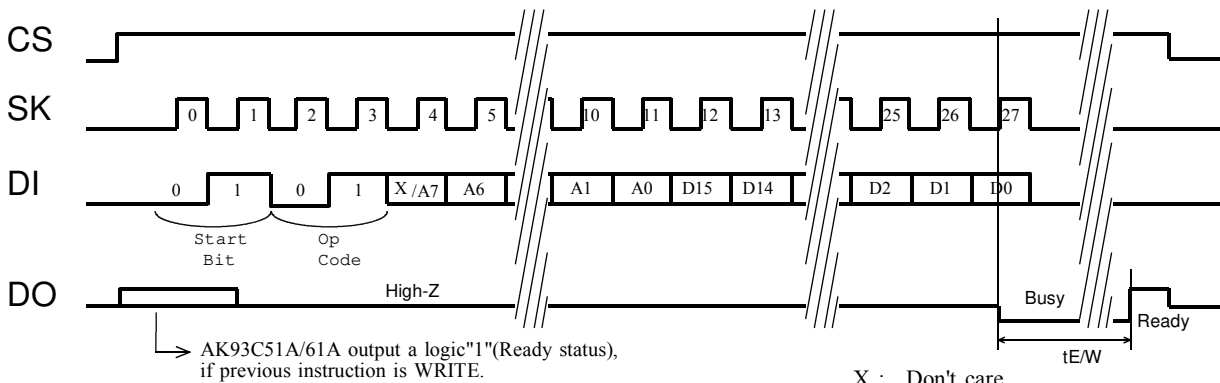 CS
SK
0 1 2 3 4 5 10 11 12 13 25 26 27
DI
0 1 0 1 X/A7 A6 A1 A0 D15 D14 D2 D1 D0
Start
Bit
Op
Code
DO
High-Z
Busy
Ready
tE/W
AK93C51A/61A output a logic"1"(Ready status),
if previous instruction is WRITE.
X : Don't care